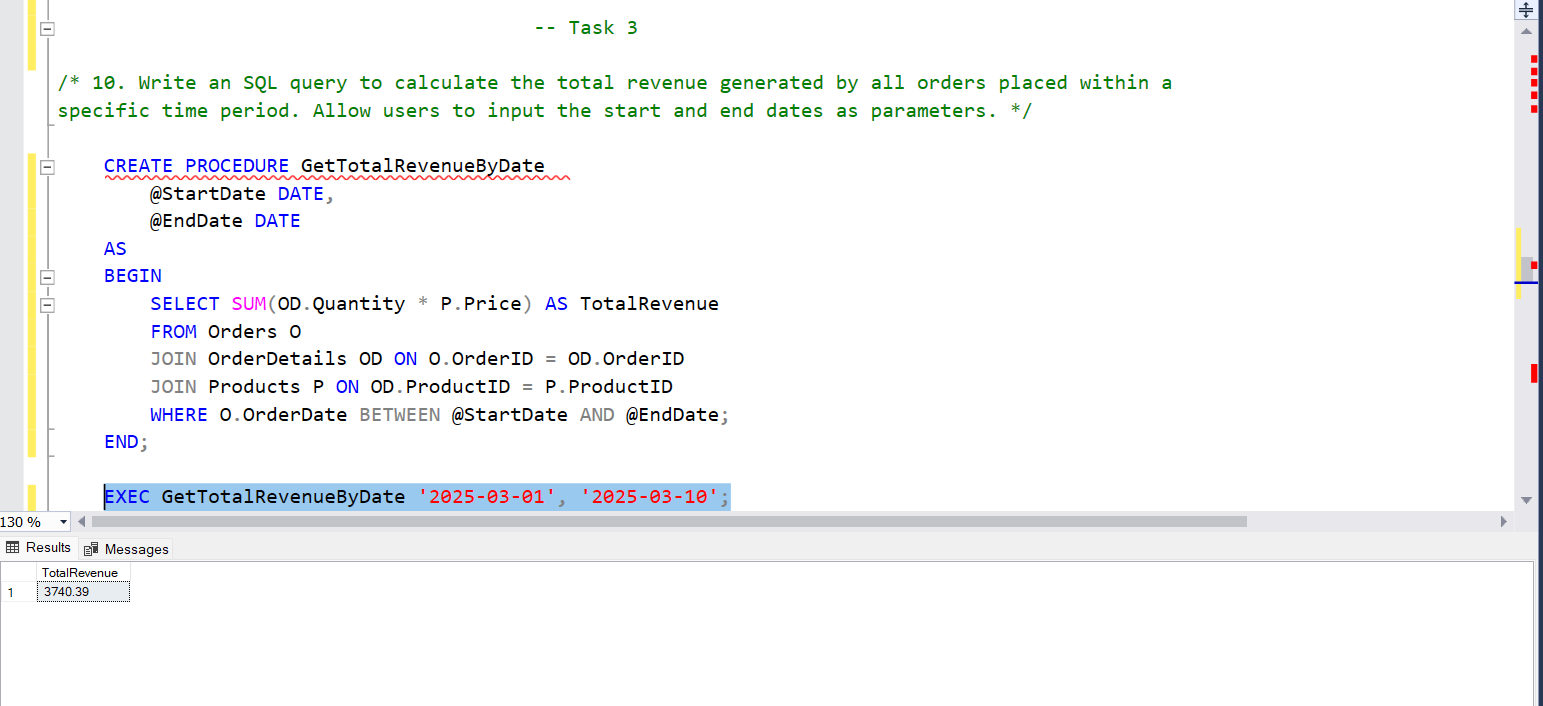 -- Task 3
/* 10. Write an SQL query to calculate the total revenue generated by all orders placed within a
specific time period. Allow users to input the start and end dates as parameters. */
CREATE PROCEDURE GetTotalRevenueByDate
@StartDate DATE,
@EndDate DATE
AS
BEGIN
SELECT SUM(OD.Quantity * P.Price) AS TotalRevenue
FROM Orders O
JOIN OrderDetails OD ON O.OrderID = OD.OrderID
JOIN Products P ON OD.ProductID = P.ProductID
WHERE O.OrderDate BETWEEN @StartDate AND @EndDate;
END;
EXEC GetTotalRevenueByDate '2025-03-01', '2025-03-10';
130 %
Results Messages
TotalRevenue
1 3740.39